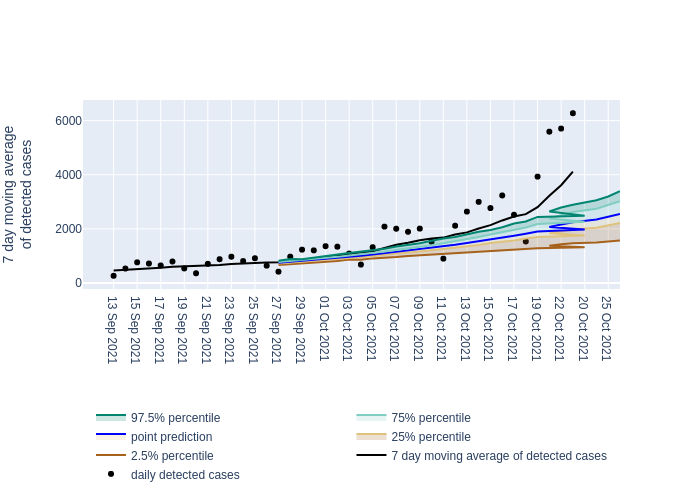 7 day moving average
of detected cases
6000
4000
2000
0
13 Sep 2021
15 Sep 2021
17 Sep 2021
19 Sep 2021
21 Sep 2021
23 Sep 2021
25 Sep 2021
27 Sep 2021
29 Sep 2021
01 Oct 2021
03 Oct 2021
05 Oct 2021
07 Oct 2021
09 Oct 2021
11 Oct 2021
13 Oct 2021
15 Oct 2021
17 Oct 2021
19 Oct 2021
22 Oct 2021
20 Oct 2021
25 Oct 2021
97.5% percentile
75% percentile
point prediction
25% percentile
2.5% percentile
7 day moving average of detected cases
daily detected cases